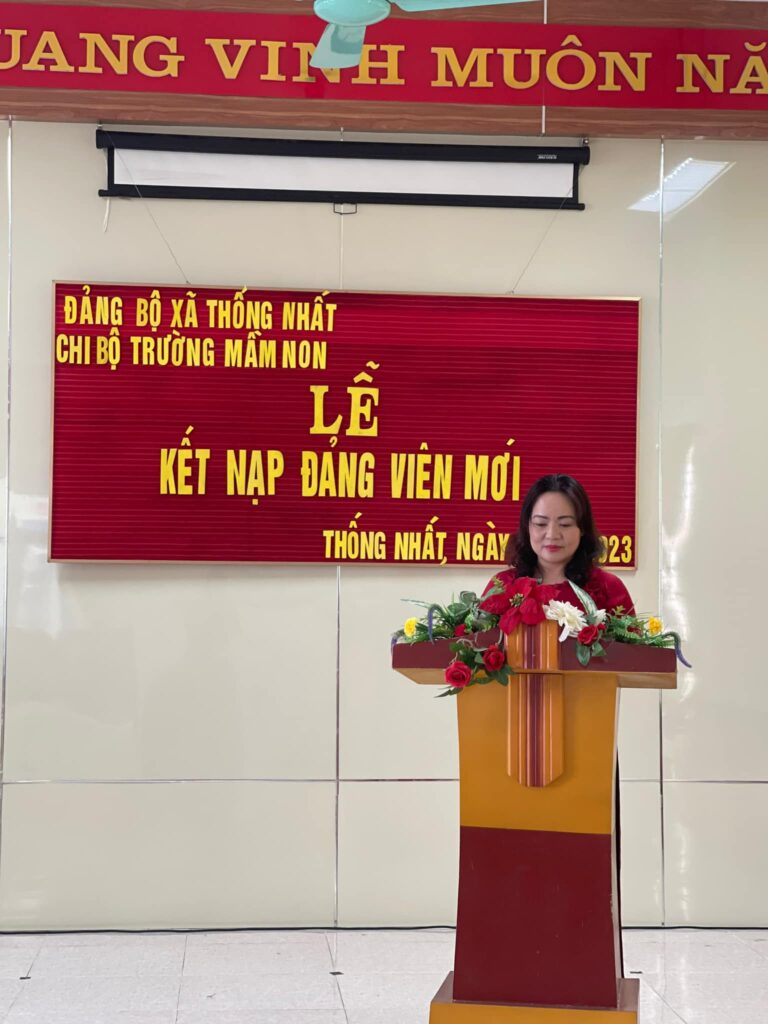 QUANG VINH MUÔN NĂ
ĐẢNG BỘ XÃ THỐNG NHẤT
CHI BỘ TRƯỜNG MẦM NON
LỄ
KẾT NẠP ĐẢNG VIÊN MỚI
THỐNG NHẤT, NGÀY 023